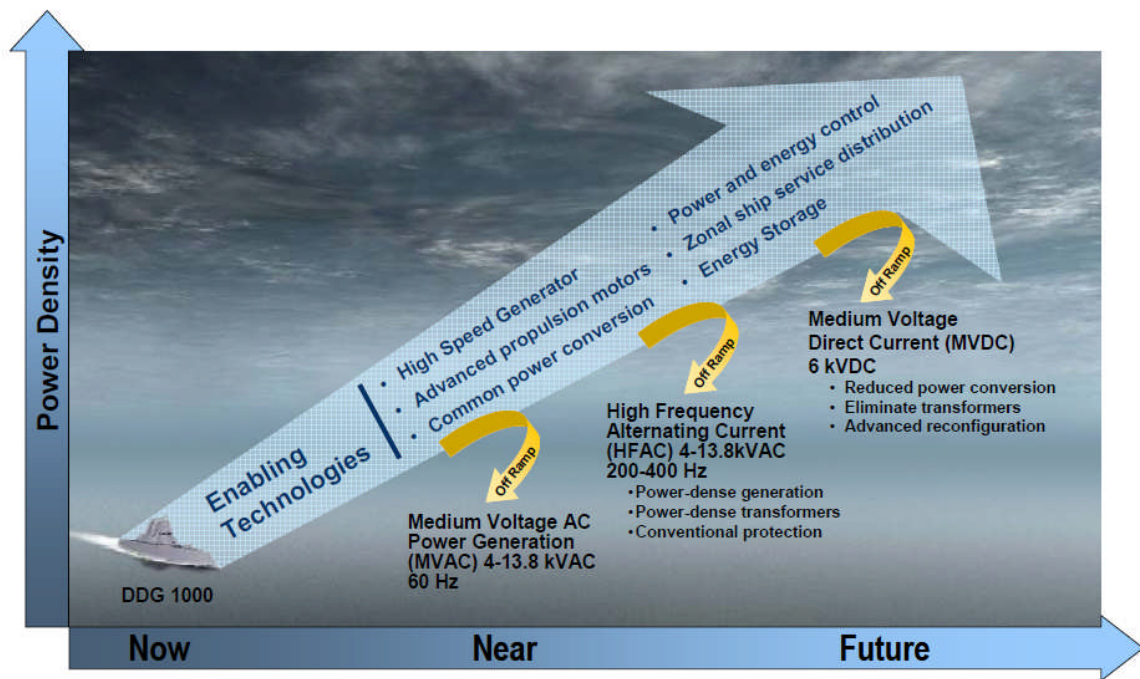 Power Density
Enabling
Technologies
• High Speed Generator
• Advanced propulsion motors
• Common power conversion
• Power and energy control
• Zonal ship service distribution
• Energy Storage
DDG 1000
Off Ramp
Medium Voltage AC
Power Generation
(MVAC) 4-13.8 kVAC
60 Hz
Off Ramp
High Frequency
Alternating Current
(HFAC) 4-13.8kVAC
200-400 Hz
•Power-dense generation
•Power-dense transformers
•Conventional protection
Off Ramp
Medium Voltage
Direct Current (MVDC)
6 kVDC
• Reduced power conversion
• Eliminate transformers
• Advanced reconfiguration
Now
Near
Future